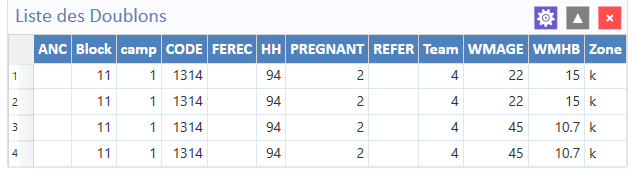 Liste des Doublons
ANC Block camp CODE FEREC HH PREGNANT REFER Team WMAGE WMHB Zone
1 11 1 1314 94 2 4 22 15 k
2 11 1 1314 94 2 4 22 15 k
3 11 1 1314 94 2 4 45 10.7 k
4 11 1 1314 94 2 4 45 10.7 k